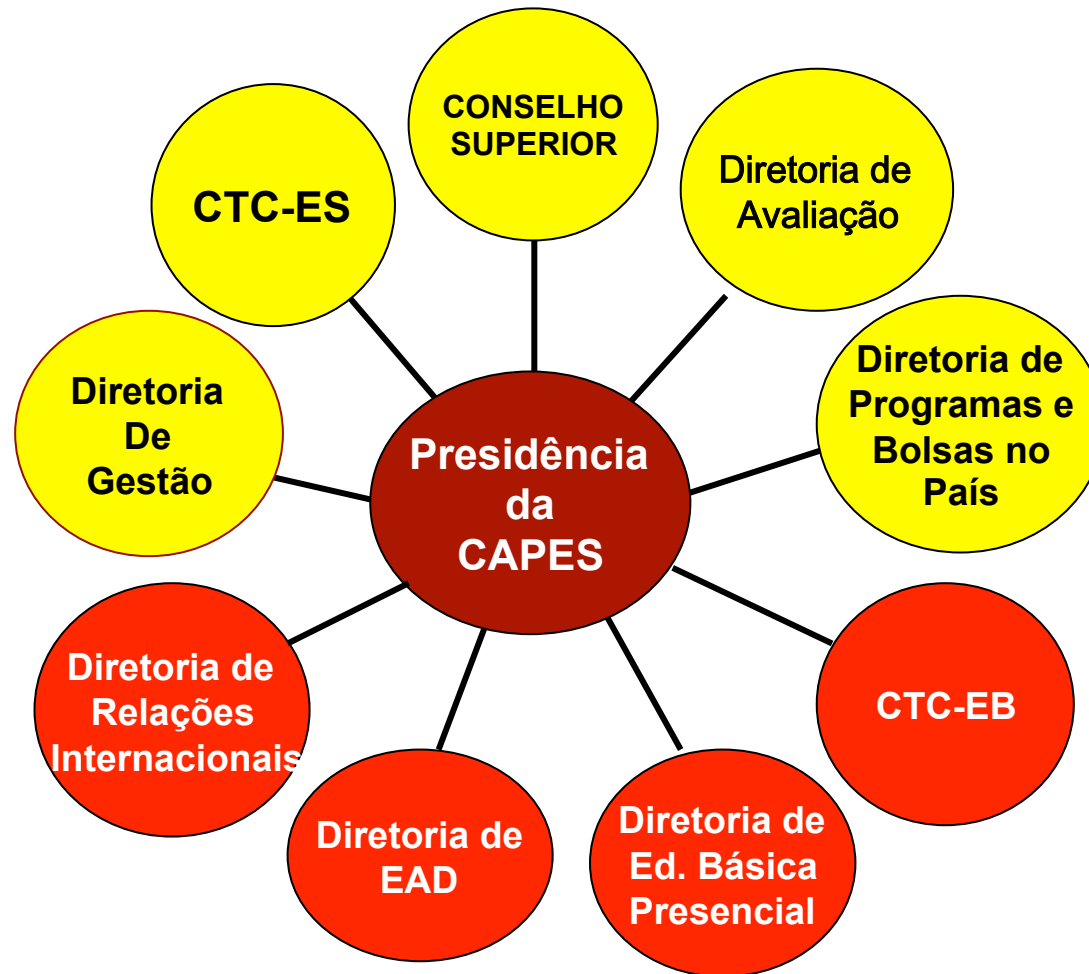 CONSELHO
SUPERIOR
Diretoria de
Avaliação
CTC-ES
Diretoria de
Programas e
Bolsas no
País
Diretoria
De
Gestão
Presidência
da
CAPES
Diretoria de
Relações
Internacionais
CTC-EB
Diretoria de
EAD
Diretoria de
Ed. Básica
Presencial